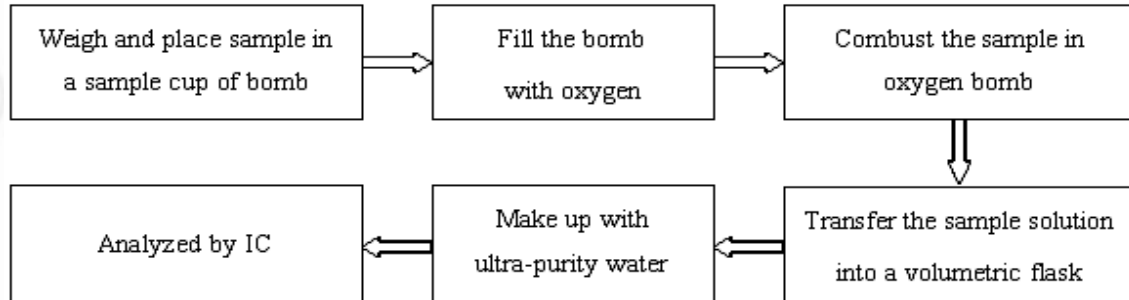 Weigh and place sample in
a sample cup of bomb
Fill the bomb
with oxygen
Combust the sample in
oxygen bomb
Transfer the sample solution
into a volumetric flask
Make up with
ultra-purity water
Analyzed by IC